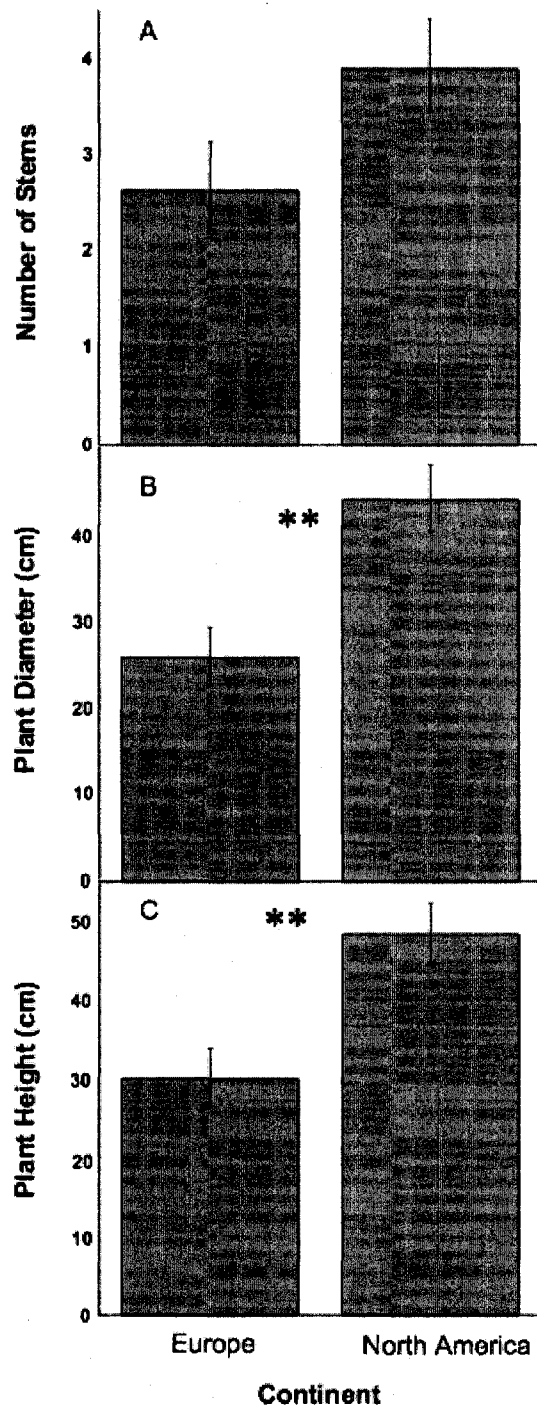 A
Number of Stems
4
3
2
1
0
B
**
Plant Diameter (cm)
40
30
20
10
0
C
**
Plant Height (cm)
50
40
30
20
10
0
Europe
North America
Continent